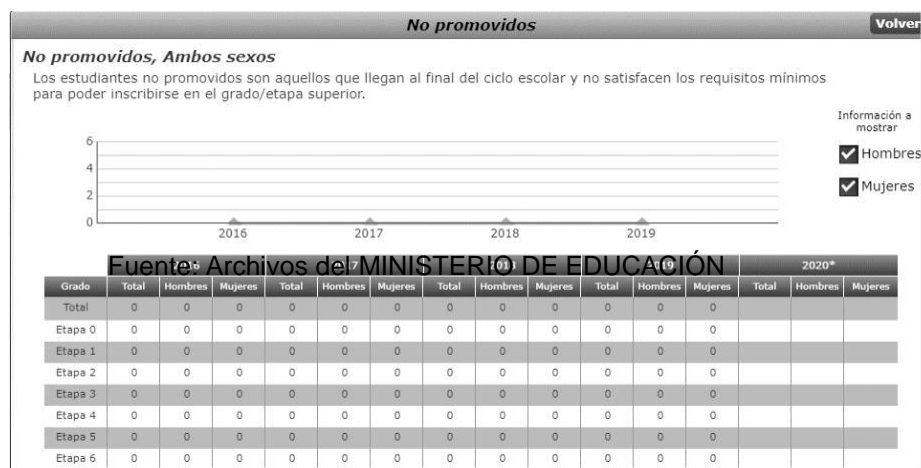 No promovidos
Volver
No promovidos, Ambos sexos
Los estudiantes no promovidos son aquellos que llegan al final del ciclo escolar y no satisfacen los requisitos mínimos
para poder inscribirse en el grado/etapa superior.
Información a
mostrar
Hombres
Mujeres
6
4
2
0
2016 2017 2018 2019
Fuente: Archivos del MINISTERIO DE EDUCACIÓN
2016 2017 2018 2019 2020*
Grado Total Hombres Mujeres Total Hombres Mujeres Total Hombres Mujeres Total Hombres Mujeres Total Hombres Mujeres
Total 0 0 0 0 0 0 0 0 0 0 0 0
Etapa 0 0 0 0 0 0 0 0 0 0 0 0 0
Etapa 1 0 0 0 0 0 0 0 0 0 0 0 0
Etapa 2 0 0 0 0 0 0 0 0 0 0 0 0
Etapa 3 0 0 0 0 0 0 0 0 0 0 0 0
Etapa 4 0 0 0 0 0 0 0 0 0 0 0 0
Etapa 5 0 0 0 0 0 0 0 0 0 0 0 0
Etapa 6 0 0 0 0 0 0 0 0 0 0 0 0